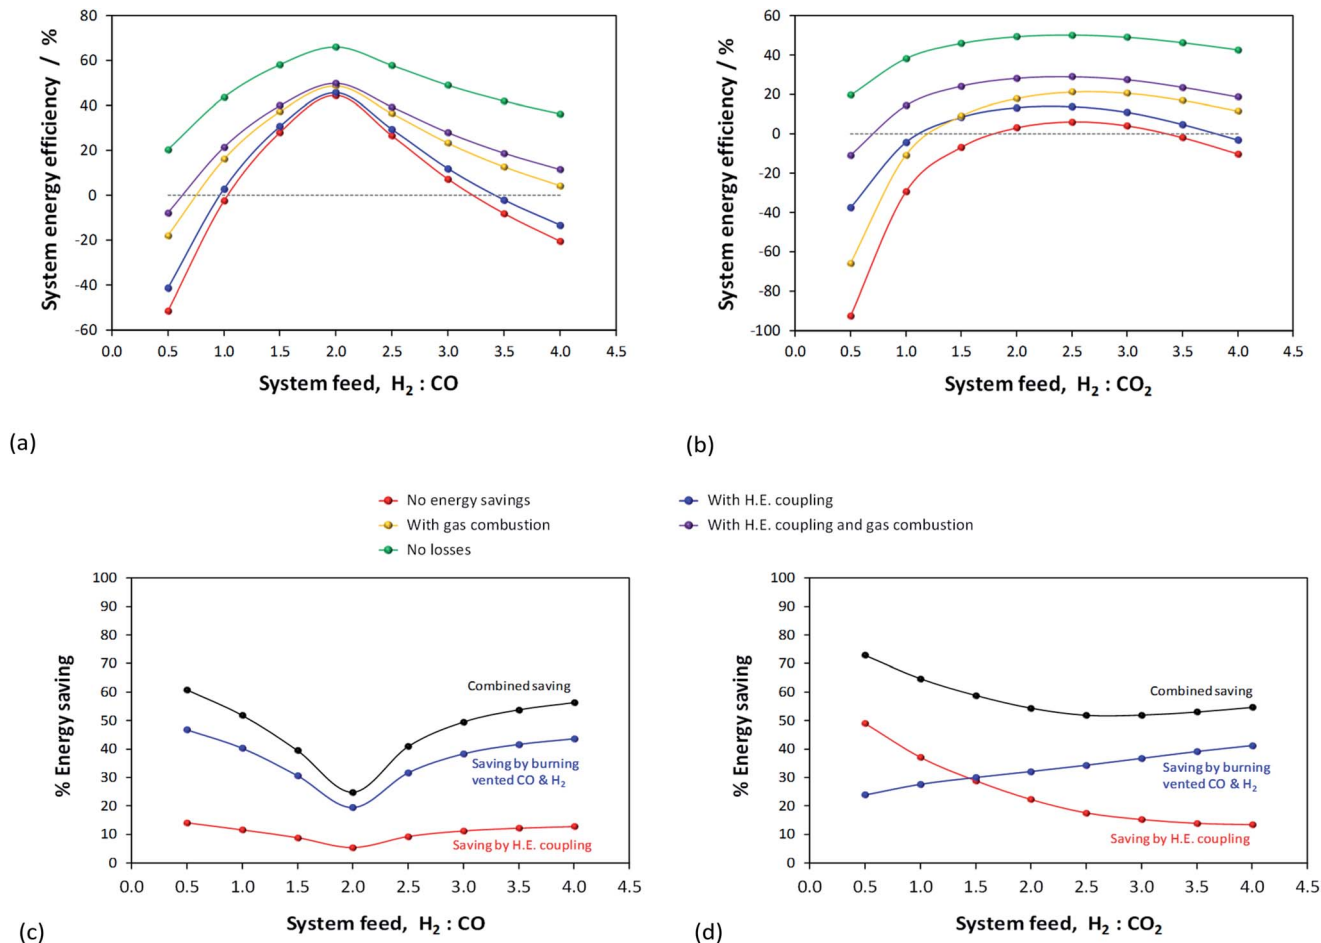 80
60
40
20
0
-20
-40
-60
System energy efficiency / %
0.0 0.5 1.0 1.5 2.0 2.5 3.0 3.5 4.0 4.5
System feed, H₂ : CO
(a)
60
40
20
0
-20
-40
-60
-80
-100
System energy efficiency / %
0.0 0.5 1.0 1.5 2.0 2.5 3.0 3.5 4.0 4.5
System feed, H₂ : CO₂
(b)
No energy savings
With H.E. coupling
With gas combustion
With H.E. coupling and gas combustion
No losses
100
90
80
70
60
50
40
30
20
10
0
% Energy saving
Combined saving
Saving by burning
vented CO & H₂
Saving by H.E. coupling
0.0 0.5 1.0 1.5 2.0 2.5 3.0 3.5 4.0 4.5
System feed, H₂ : CO
(c)
100
90
80
70
60
50
40
30
20
10
0
% Energy saving
Combined saving
Saving by burning
vented CO & H₂
Saving by H.E. coupling
0.0 0.5 1.0 1.5 2.0 2.5 3.0 3.5 4.0 4.5
System feed, H₂ : CO₂
(d)